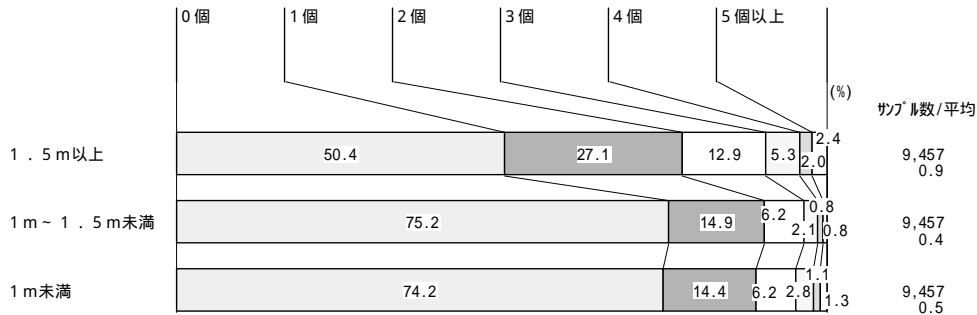 0個 1個 2個 3個 4個 5個以上
(%)
ｻﾝﾌﾟﾙ数/平均
1．5m以上 50.4 27.1 12.9 5.3 2.0 2.4 9,457
0.9
1m~1．5m未満 75.2 14.9 6.2 2.1 0.8 0.8 9,457
0.4
1m未満 74.2 14.4 6.2 2.8 1.1 1.3 9,457
0.5